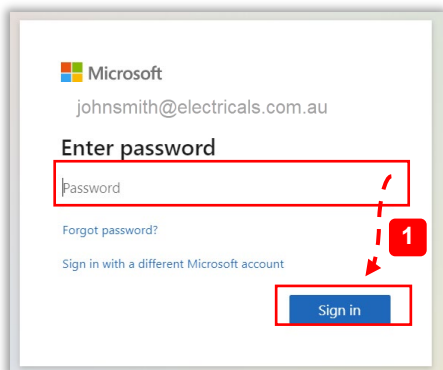 Microsoft
johnsmith@electricals.com.au
Enter password
Password
Forgot password?
1
Sign in with a different Microsoft account
Sign in